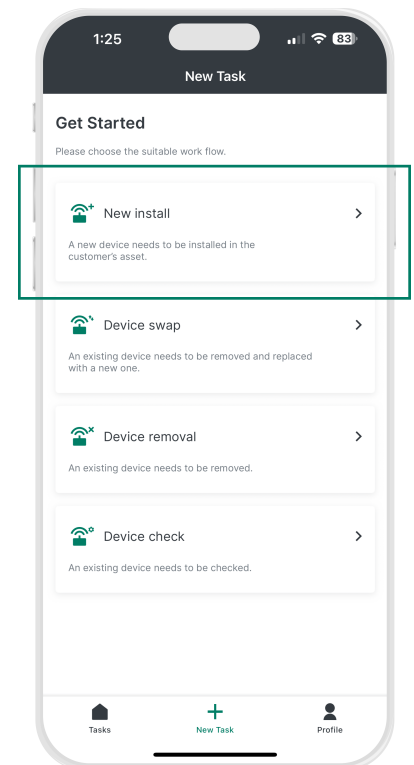 1:25
83
New Task
Get Started
Please choose the suitable work flow.
New install
A new device needs to be installed in the
customer's asset.
Device swap
An existing device needs to be removed and replaced
with a new one.
Device removal
An existing device needs to be removed.
Device check
An existing device needs to be checked.
Tasks
New Task
Profile